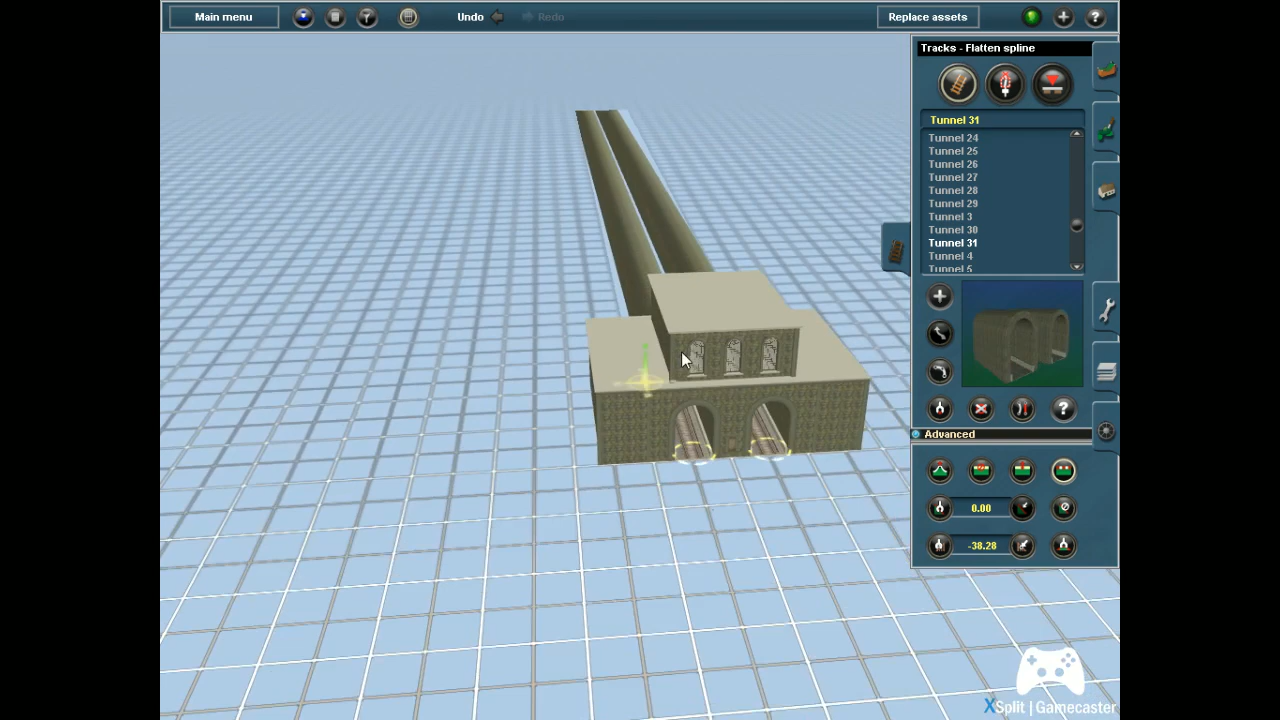 Main menu
Undo
Redo
Replace assets
Tracks - Flatten spline
Tunnel 31
Tunnel 24
Tunnel 25
Tunnel 26
Tunnel 27
Tunnel 28
Tunnel 29
Tunnel 3
Tunnel 30
Tunnel 31
Tunnel 4
Tunnel 5
?
Advanced
0.00
-38.28
XSplit | Gamecaster